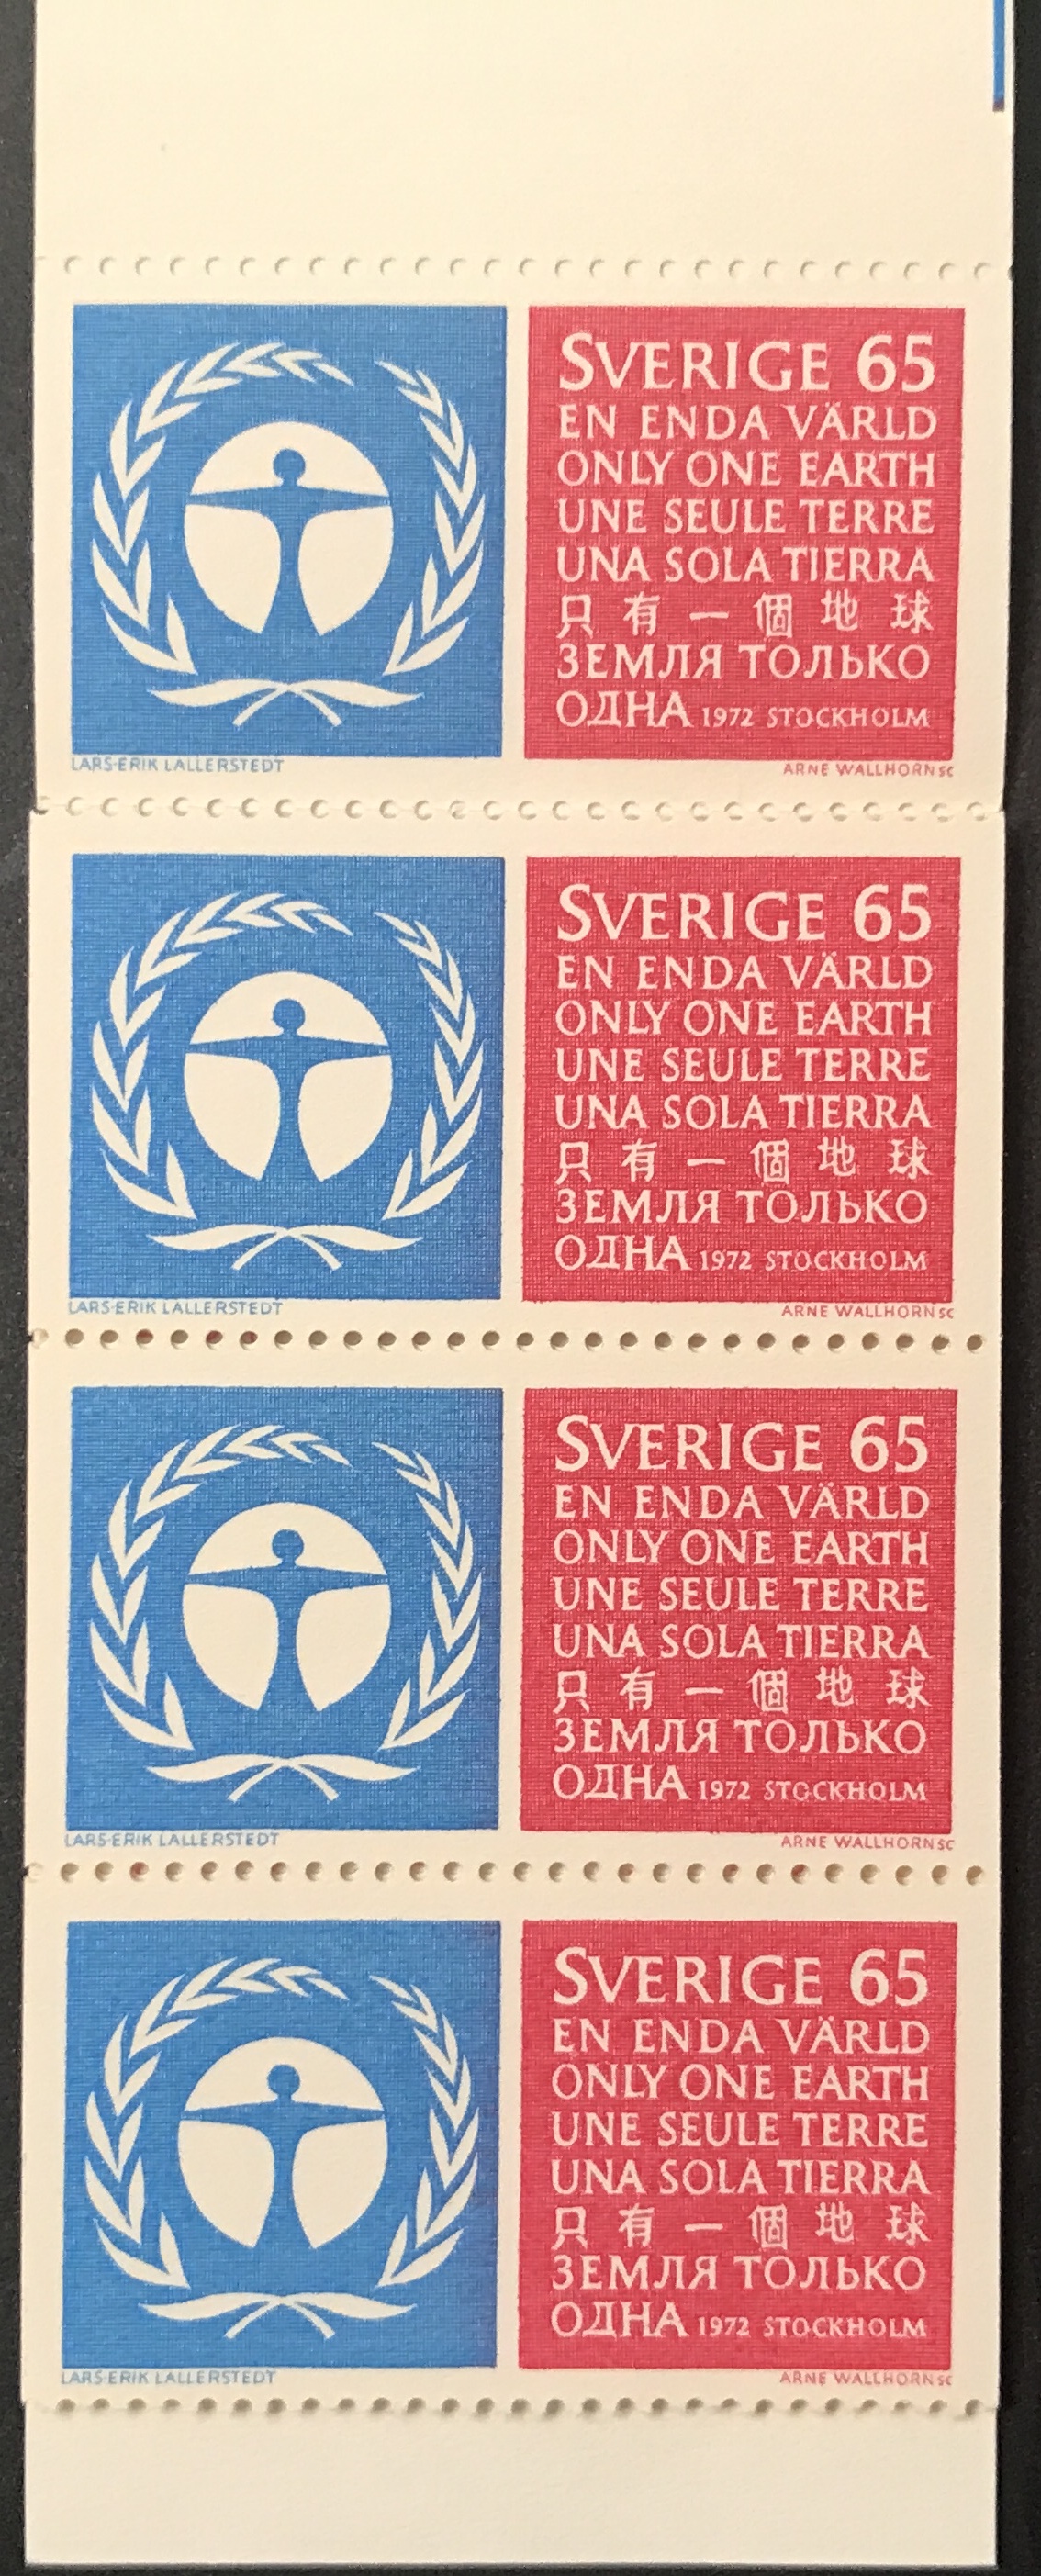 SVERIGE 65
EN ENDA VÄRLD
ONLY ONE EARTH
UNE SEULE TERRE
UNA SOLA TIERRA
只有一個地球
ЗЕМЛЯ ТОЛЬКО
ОДНА 1972 STOCKHOLM
LARS-ERIK LALLERSTEDT
ARNE WALLHORN SC
SVERIGE 65
EN ENDA VÄRLD
ONLY ONE EARTH
UNE SEULE TERRE
UNA SOLA TIERRA
只有一個地球
ЗЕМЛЯ ТОЛЬКО
ОДНА 1972 STOCKHOLM
LARS-ERIK LALLERSTEDT
ARNE WALLHORN SC
SVERIGE 65
EN ENDA VÄRLD
ONLY ONE EARTH
UNE SEULE TERRE
UNA SOLA TIERRA
只有一個地球
ЗЕМЛЯ ТОЛЬКО
ОДНА 1972 STOCKHOLM
LARS-ERIK LALLERSTEDT
ARNE WALLHORN SC
SVERIGE 65
EN ENDA VÄRLD
ONLY ONE EARTH
UNE SEULE TERRE
UNA SOLA TIERRA
只有一個地球
ЗЕМЛЯ ТОЛЬКО
ОДНА 1972 STOCKHOLM
LARS-ERIK LALLERSTEDT
ARNE WALLHORN SC